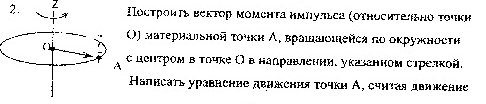 2.
Z
Построить вектор момента импульса (относительно точки
О) материальной точки А, вращающейся по окружности
О
с центром в точке О в направлении, указанном стрелкой.
А
Написать уравнение движения точки А, считая движение